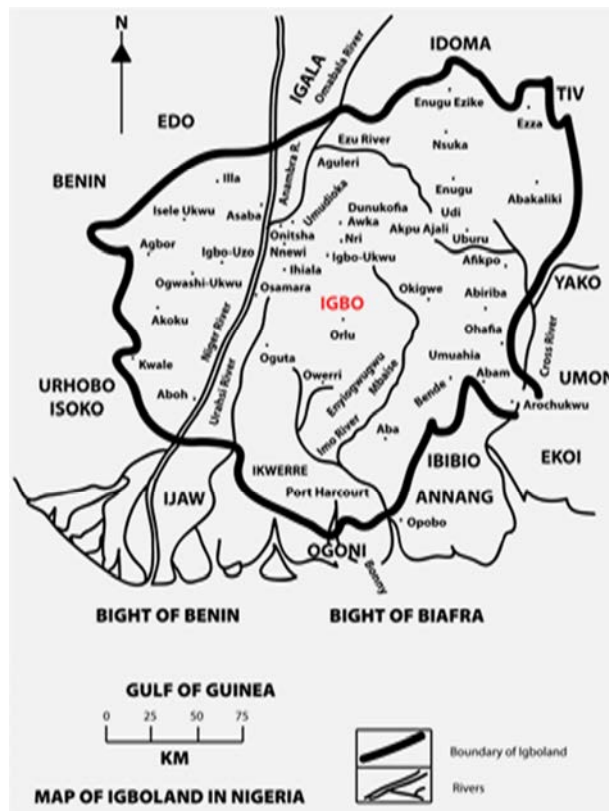 N
IDOMA
IGALA
Omabala River
TIV
EDO
Enugu Ezike
Ezza
Ezu River
Nsuka
Aguleri
BENIN
Illa
Anambra R.
Umudioka
Dunukofia
Enugu
Abakaliki
Isele Ukwu
Asaba
Awka
Udi
Onitsha
Akpu Ajali
Uburu
Agbor
Igbo-Uzo
Nnewi
Nri
Igbo-Ukwu
Afikpo
Ihiala
YAKO
Ogwashi-Ukwu
Osamara
IGBO
Okigwe
Abiriba
Akoku
Niger River
Orlu
Ohafia
Cross River
Oguta
Umuahia
Kwale
Urahsi River
Owerri
Enyiogwugwu
Mbaise
Bende
Abam
UMON
URHOBO
ISOKO
Aboh
Imo River
Aba
Arochukwu
IBIBIO
EKOI
IKWERRE
IJAW
Port Harcourt
ANNANG
Opobo
OGONI
Bonny
BIGHT OF BENIN
BIGHT OF BIAFRA
GULF OF GUINEA
0 25 50 75
KM
Boundary of Igboland
Rivers
MAP OF IGBOLAND IN NIGERIA